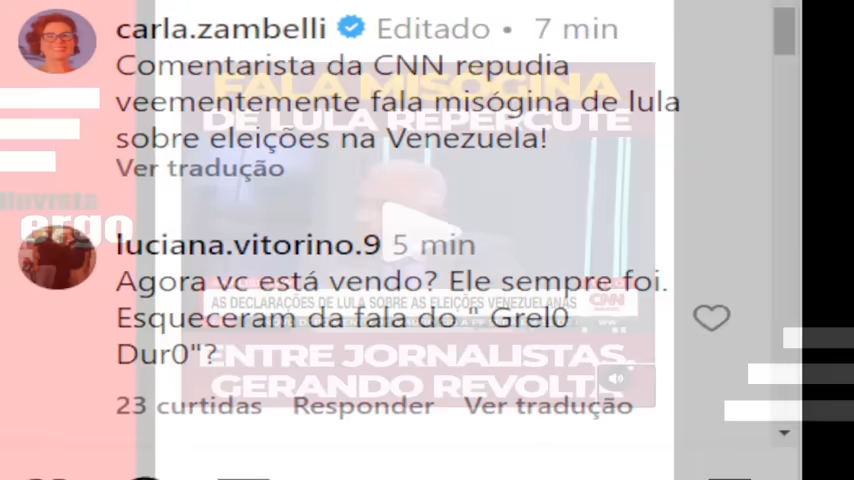 carla.zambelli Editado • 7 min
Comentarista da CNN repudia
veementemente fala misógina de lula
sobre eleições na Venezuela!
Ver tradução
FALA MISÓGINA
DE LULA REPERCUTE
Revista
ergo
luciana.vitorino.9 5 min
Agora vc está vendo? Ele sempre foi.
Esqueceram da fala do " Grel0
Dur0"?
AS DECLARAÇÕES DE LULA SOBRE AS ELEIÇÕES VENEZUELANAS
CNN
ENTRE JORNALISTAS,
GERANDO REVOLTA
23 curtidas Responder Ver tradução